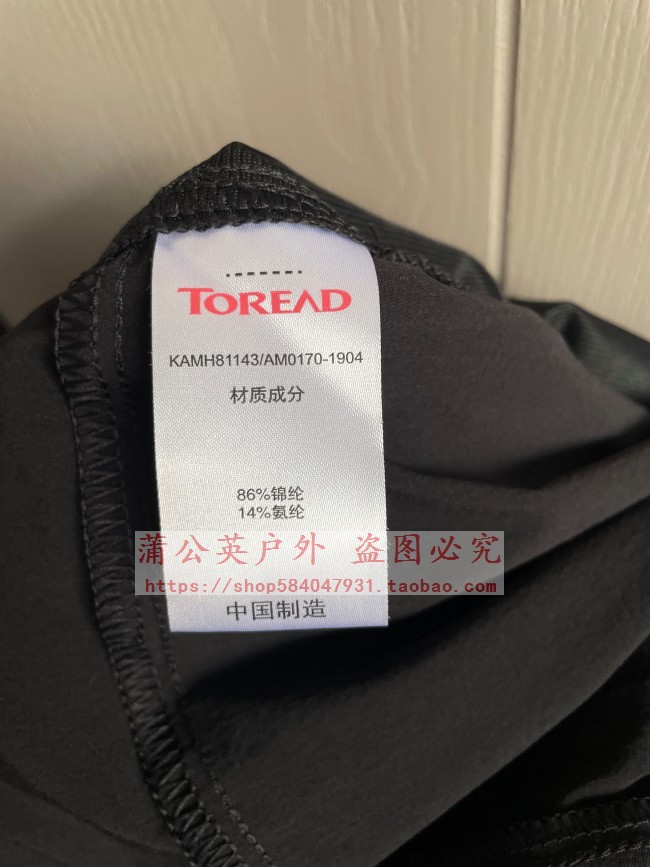 TOREAD
KAMH81143/AM0170-1904
材质成分
86%锦纶
14%氨纶
蒲公英户外 盗图必究
https://shop584047931.taobao.com
中国制造